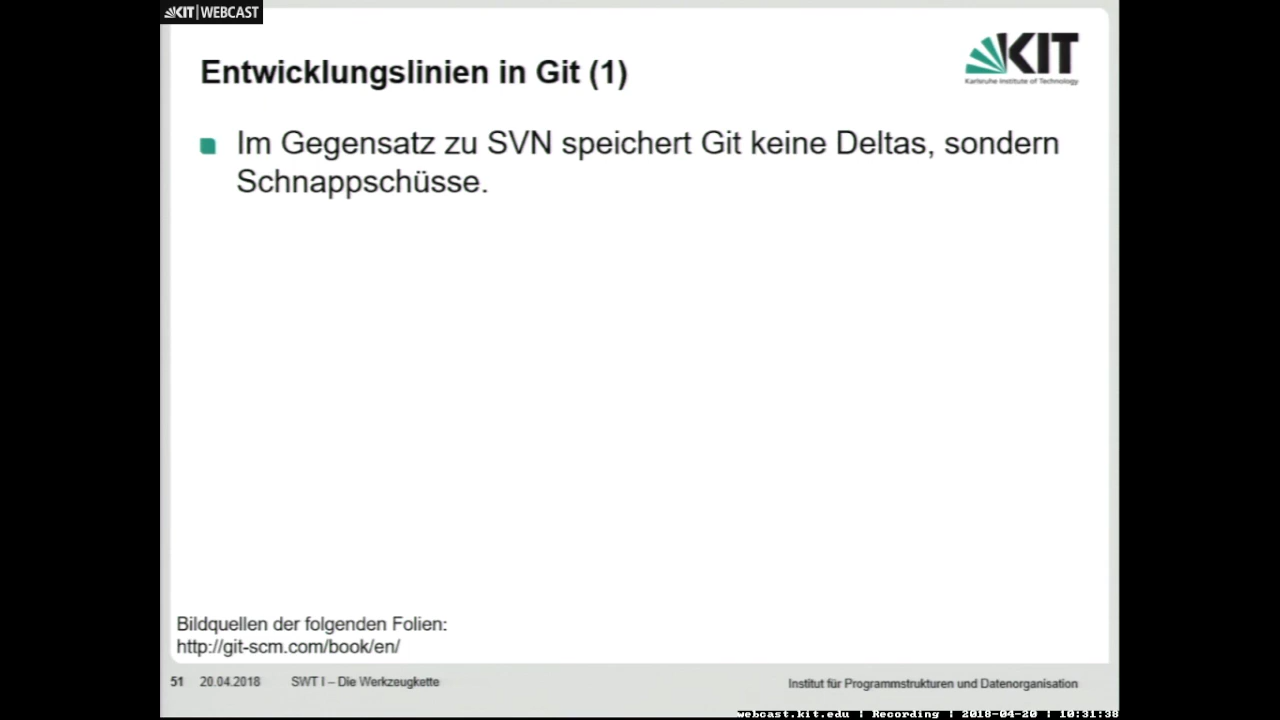 KIT | WEBCAST
Entwicklungslinien in Git (1)
KIT
Karlsruhe Institute of Technology
Im Gegensatz zu SVN speichert Git keine Deltas, sondern
Schnappschüsse.
Bildquellen der folgenden Folien:
http://git-scm.com/book/en/
51 20.04.2018 SWT I – Die Werkzeugkette
Institut für Programmstrukturen und Datenorganisation
webcast.kit.edu | Recording | 2018-04-20 | 10:31:38